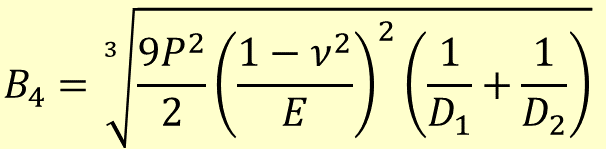 B₄ = ∛(9P²/2 ((1 − ν²)/E)² (1/D₁ + 1/D₂))